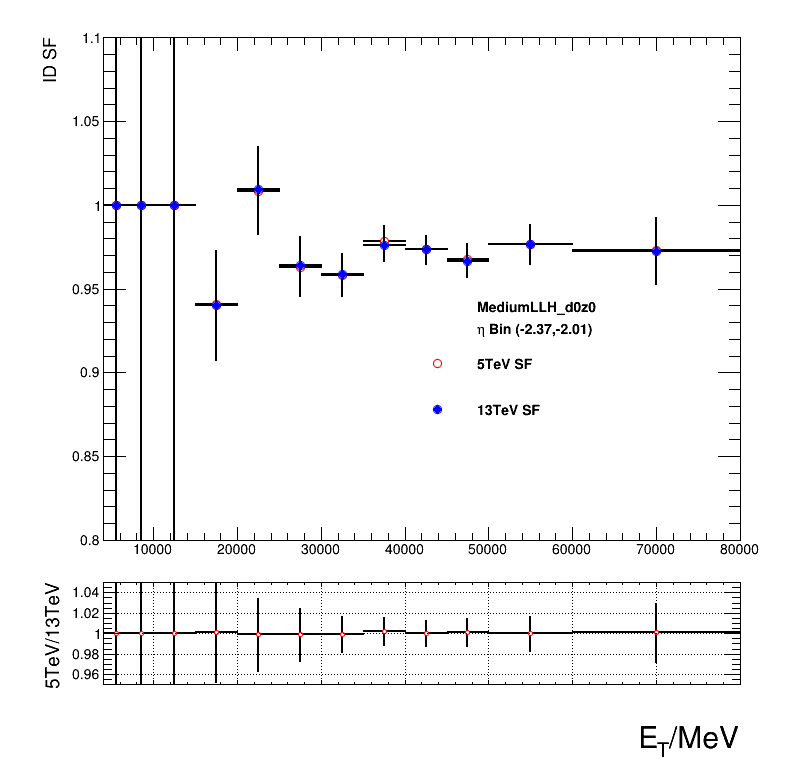 ID SF
1.1
1.05
1
0.95
0.9
0.85
0.8
MediumLLH_d0z0
η Bin (-2.37,-2.01)
5TeV SF
13TeV SF
10000 20000 30000 40000 50000 60000 70000 80000
5TeV/13TeV
1.04
1.02
1
0.98
0.96
E_T/MeV